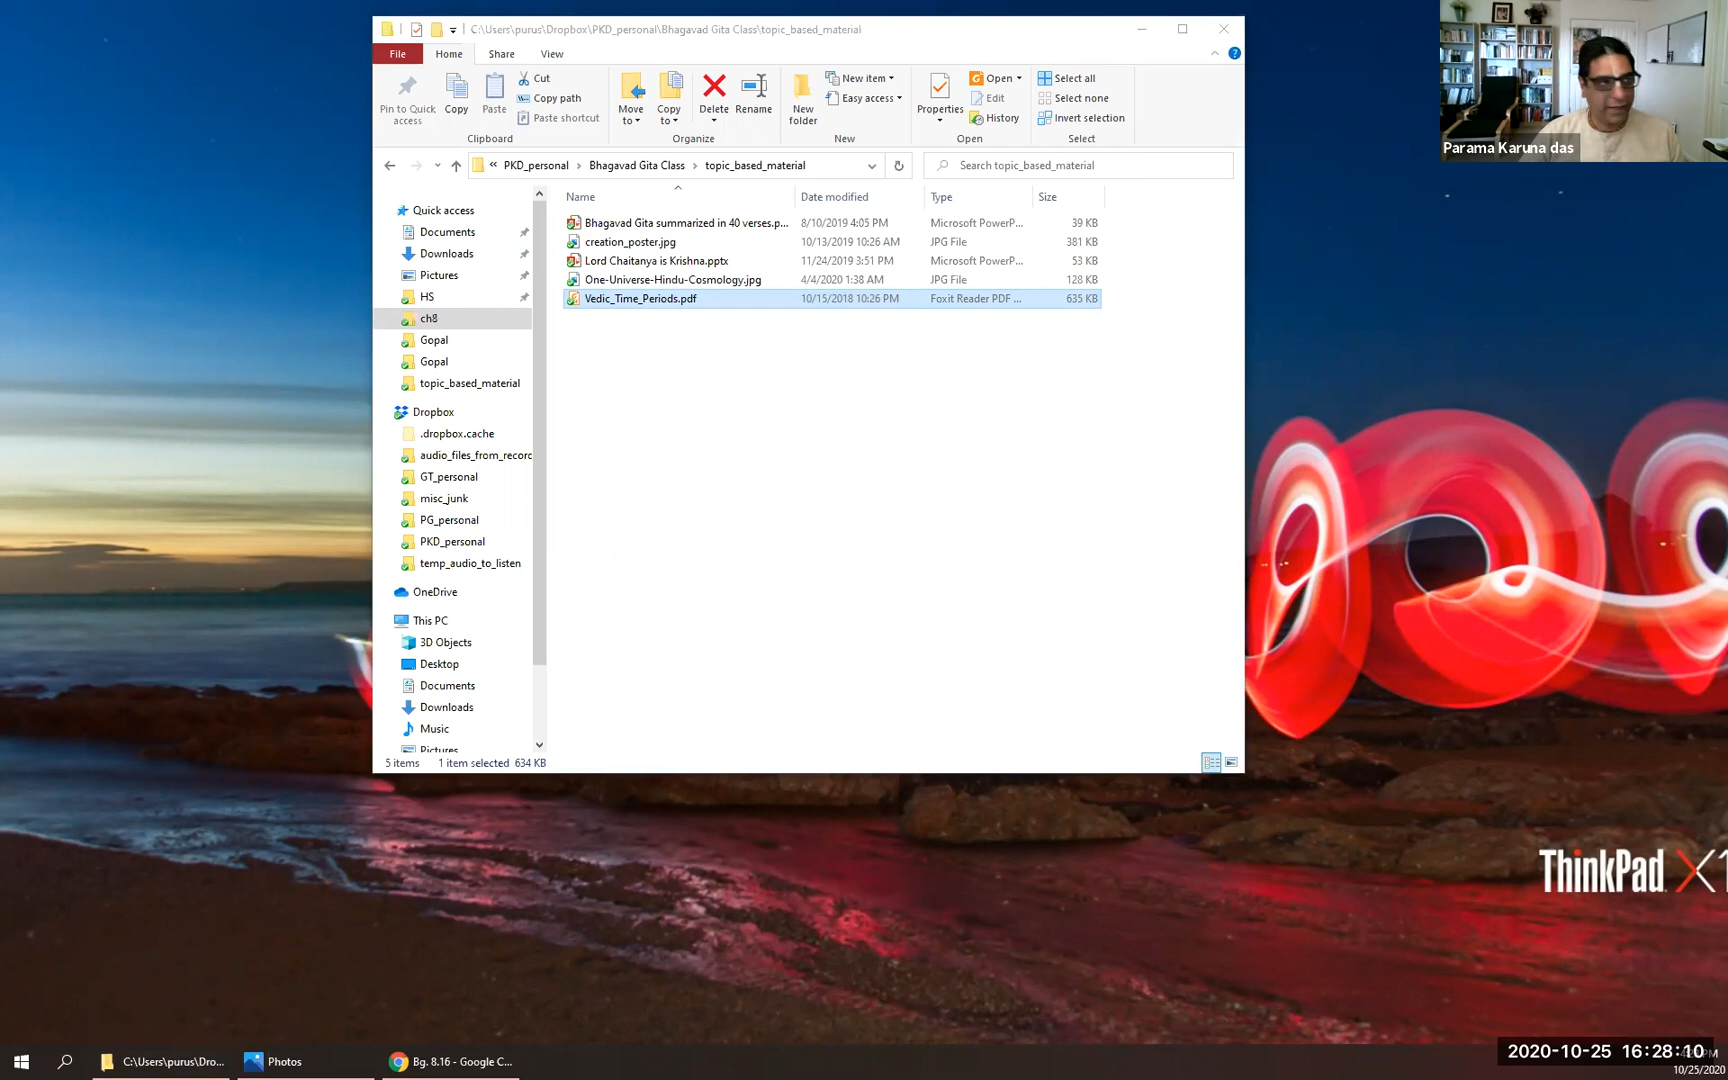 C:\Users\purus\Dropbox\PKD_personal\Bhagavad Gita Class\topic_based_material
File Home Share View
Pin to Quick access
Copy
Paste
Cut
Copy path
Paste shortcut
Clipboard
Move to
Copy to
Delete
Rename
Organize
New folder
New item
Easy access
New
Properties
Open
Edit
History
Open
Select all
Select none
Invert selection
Select
« PKD_personal › Bhagavad Gita Class › topic_based_material
Search topic_based_material
Name Date modified Type Size
Bhagavad Gita summarized in 40 verses.p... 8/10/2019 4:05 PM Microsoft PowerP... 39 KB
creation_poster.jpg 10/13/2019 10:26 AM JPG File 381 KB
Lord Chaitanya is Krishna.pptx 11/24/2019 3:51 PM Microsoft PowerP... 53 KB
One-Universe-Hindu-Cosmology.jpg 4/4/2020 1:38 AM JPG File 128 KB
Vedic_Time_Periods.pdf 10/15/2018 10:26 PM Foxit Reader PDF ... 635 KB
Quick access
Documents
Downloads
Pictures
HS
ch8
Gopal
Gopal
topic_based_material
Dropbox
.dropbox.cache
audio_files_from_record
GT_personal
misc_junk
PG_personal
PKD_personal
temp_audio_to_listen
OneDrive
This PC
3D Objects
Desktop
Documents
Downloads
Music
Pictures
5 items 1 item selected 634 KB
Parama Karuna das
ThinkPad X1
C:\Users\purus\Dro...
Photos
Bg. 8.16 - Google C...
2020-10-25 16:28:10
10/25/2020